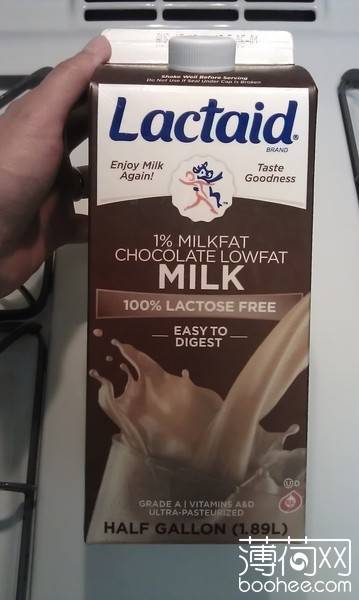 Shake Well Before Serving
Do Not Use if Seal Under Cap is Broken
Lactaid®
BRAND
Enjoy Milk
Again!
Taste
Goodness
TM
1% MILKFAT
CHOCOLATE LOWFAT
MILK
100% LACTOSE FREE
EASY TO
DIGEST
GRADE A | VITAMINS A&D
ULTRA-PASTEURIZED
HALF GALLON (1.89L)
薄荷网
boohee.com